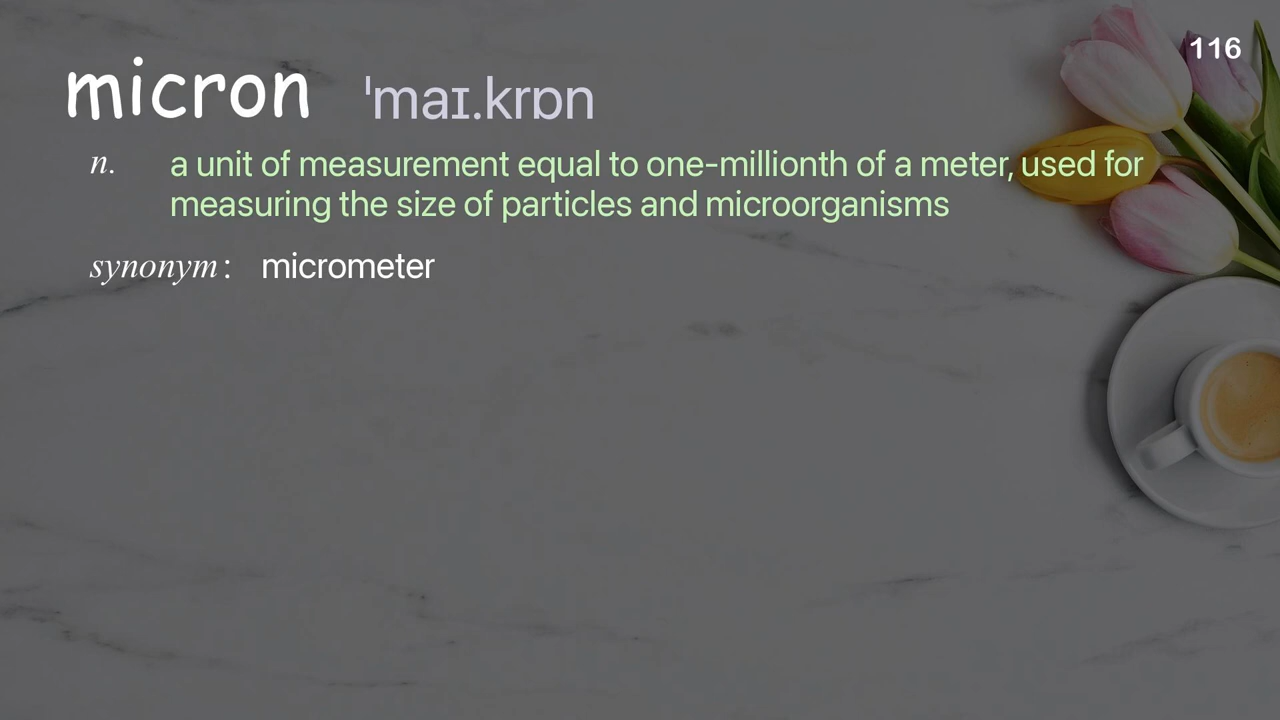 116
micron ˈmaɪ.krɒn
n. a unit of measurement equal to one-millionth of a meter, used for
measuring the size of particles and microorganisms
synonym : micrometer